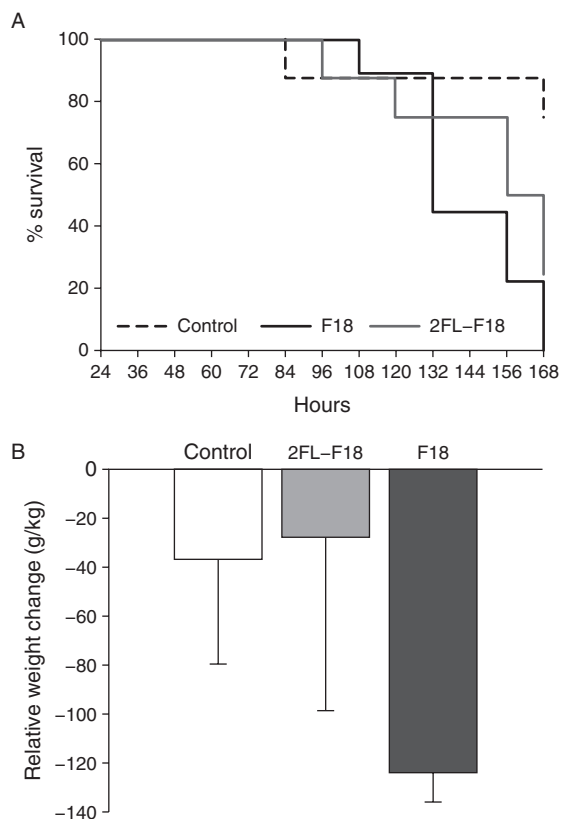 A
100
80
60
40
20
0
% survival
Control F18 2FL–F18
24 36 48 60 72 84 96 108 120 132 144 156 168
Hours
B
Control 2FL–F18 F18
0
–20
–40
–60
–80
–100
–120
–140
Relative weight change (g/kg)